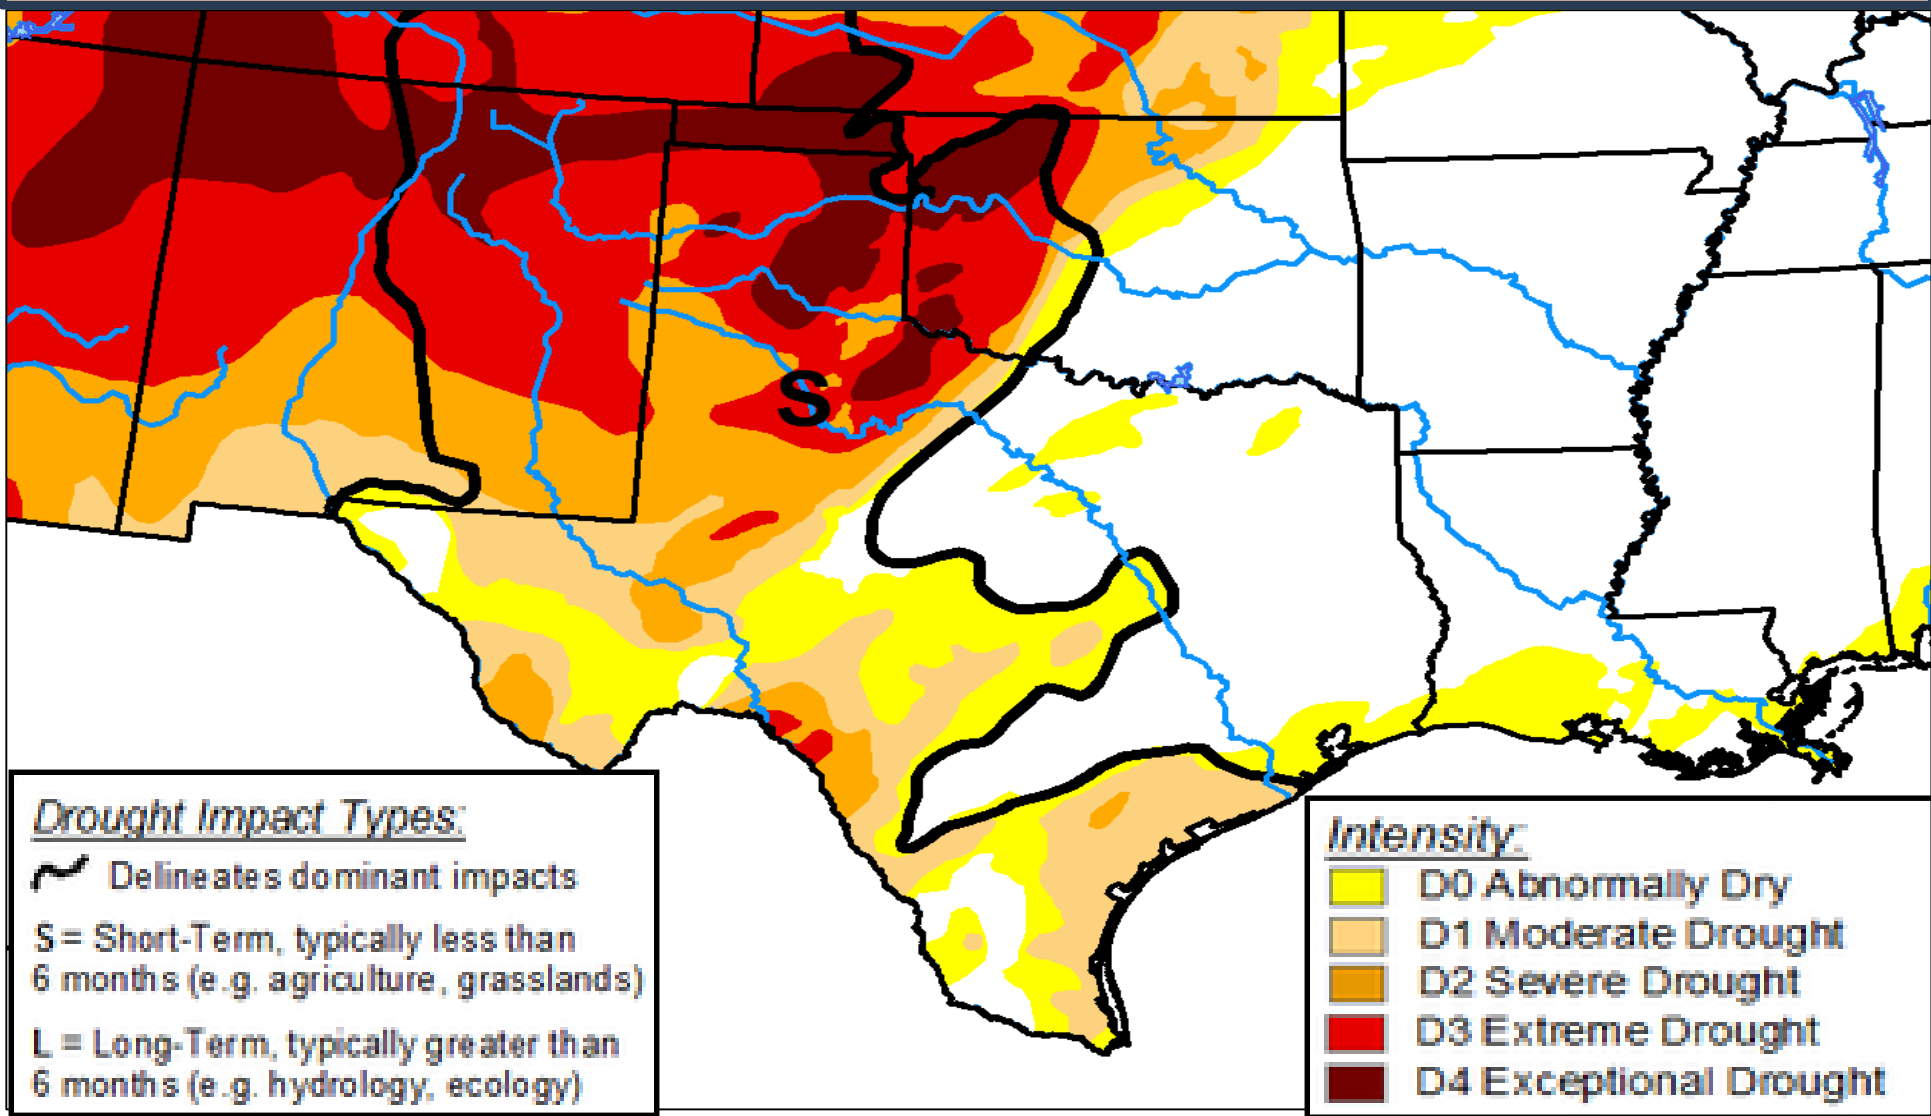 S
Drought Impact Types:
Delineates dominant impacts
S = Short-Term, typically less than
6 months (e.g. agriculture, grasslands)
L = Long-Term, typically greater than
6 months (e.g. hydrology, ecology)
Intensity:
D0 Abnormally Dry
D1 Moderate Drought
D2 Severe Drought
D3 Extreme Drought
D4 Exceptional Drought